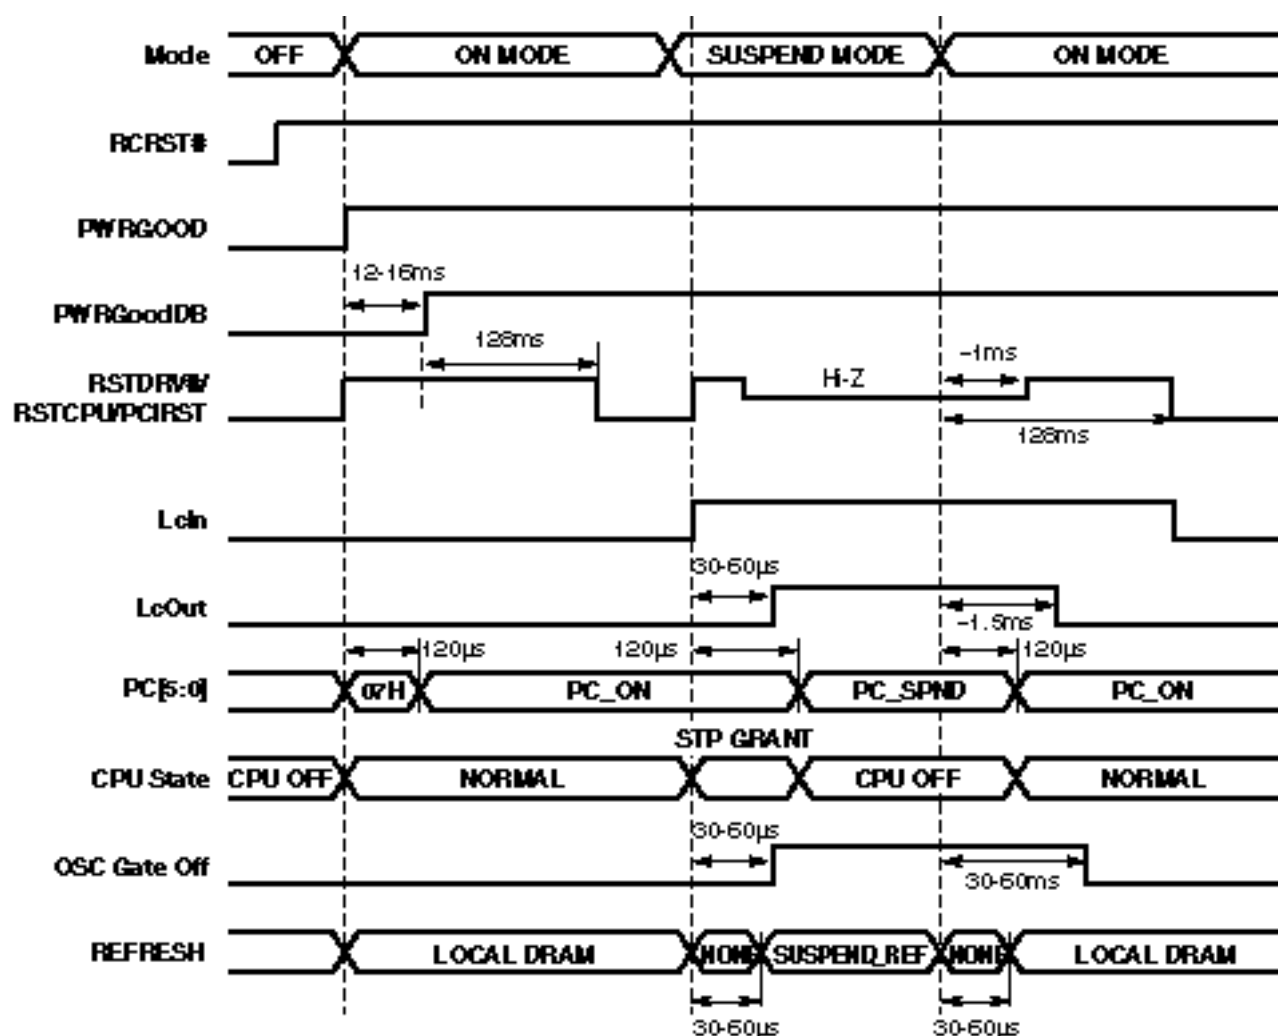 Mode OFF ON MODE SUSPEND MODE ON MODE
RCRST#
PWRGOOD
12-16ms
PWRGoodDB
128ms
~1ms
RSTDRV/
Hi-Z
RSTCPU/PCIRST
128ms
LcIn
30-60µs
LcOut
~1.5ms
120µs 120µs 120µs
PC[5:0] 07H PC_ON PC_SPND PC_ON
STP GRANT
CPU State CPU OFF NORMAL CPU OFF NORMAL
30-60µs
OSC Gate Off
30-60ms
REFRESH LOCAL DRAM NONE SUSPEND_REF NONE LOCAL DRAM
30-60µs 30-60µs